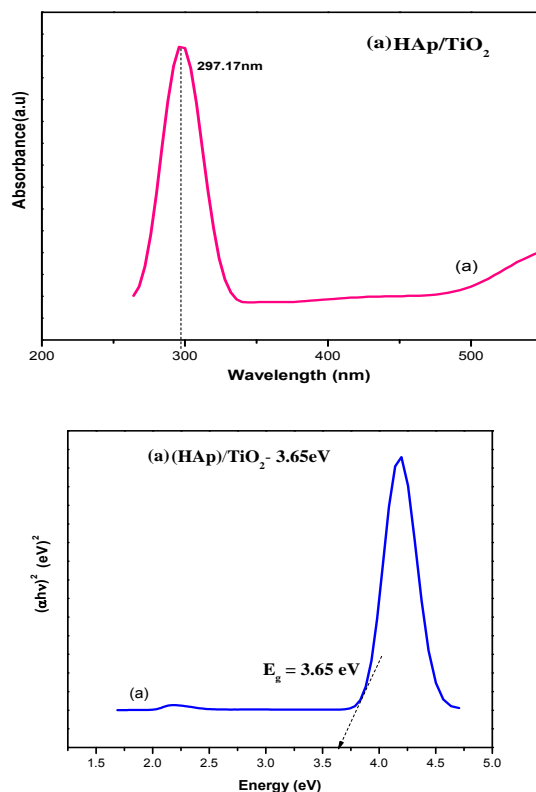 (a) HAp/TiO2
297.17nm
Absorbance(a.u)
(a)
200 300 400 500
Wavelength (nm)
(a) (HAp)/TiO2- 3.65eV
(αhν)2 (eV)2
Eg = 3.65 eV
(a)
1.5 2.0 2.5 3.0 3.5 4.0 4.5 5.0
Energy (eV)